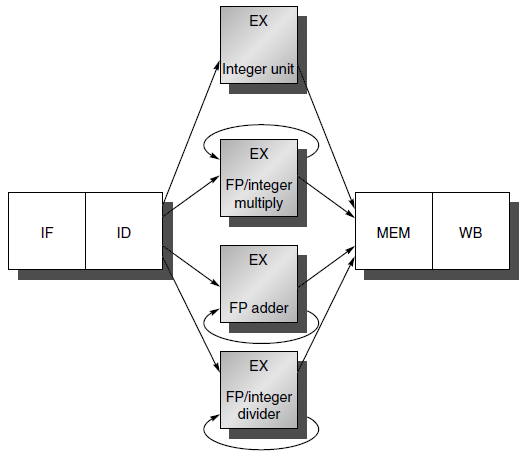 EX
Integer unit
EX
FP/integer
multiply
IF
ID
MEM
WB
EX
FP adder
EX
FP/integer
divider